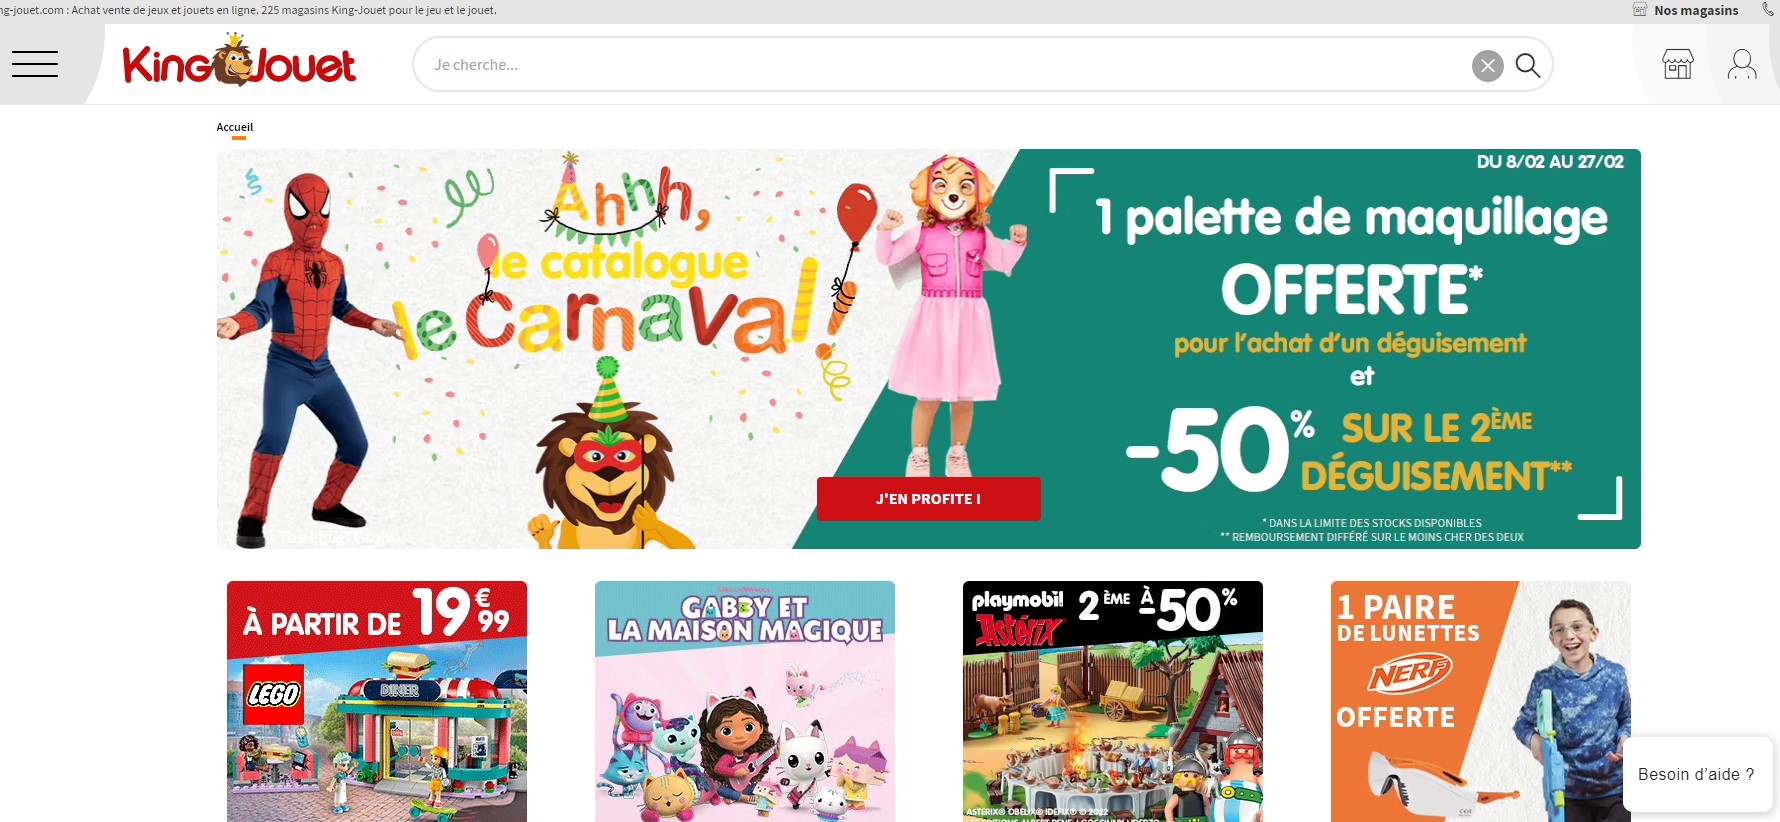 ng-jouet.com : Achat vente de jeux et jouets en ligne. 225 magasins King-Jouet pour le jeu et le jouet.
Nos magasins
King Jouet
Je cherche...
Accueil
Ahhh,
le catalogue
le Carnaval!
J'EN PROFITE !
DU 8/02 AU 27/02
1 palette de maquillage
OFFERTE*
pour l'achat d'un déguisement
et
-50% SUR LE 2ÈME
DÉGUISEMENT**
* DANS LA LIMITE DES STOCKS DISPONIBLES
** REMBOURSEMENT DIFFÉRÉ SUR LE MOINS CHER DES DEUX
À PARTIR DE 19€99
LEGO
DINER
GABBY ET
LA MAISON MAGIQUE
playmobil
Astérix
2ÈME À -50%
ASTERIX® OBELIX® IDEFIX® © 2022
1 PAIRE
DE LUNETTES
NERF
OFFERTE
Besoin d'aide ?